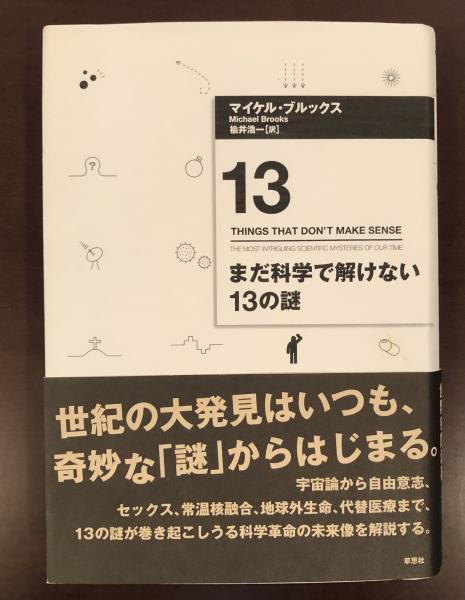 マイケル・ブルックス
Michael Brooks
楡井浩一[訳]
13
THINGS THAT DON'T MAKE SENSE
THE MOST INTRIGUING SCIENTIFIC MYSTERIES OF OUR TIME
まだ科学で解けない
13の謎
?
世紀の大発見はいつも、
奇妙な「謎」からはじまる。
宇宙論から自由意志、
セックス、常温核融合、地球外生命、代替医療まで、
13の謎が巻き起こしうる科学革命の未来像を解説する。
草思社